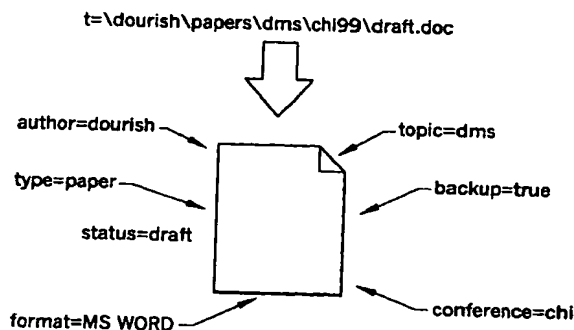 t=\dourish\papers\dms\chi99\draft.doc
author=dourish
topic=dms
type=paper
backup=true
status=draft
format=MS WORD
conference=chi